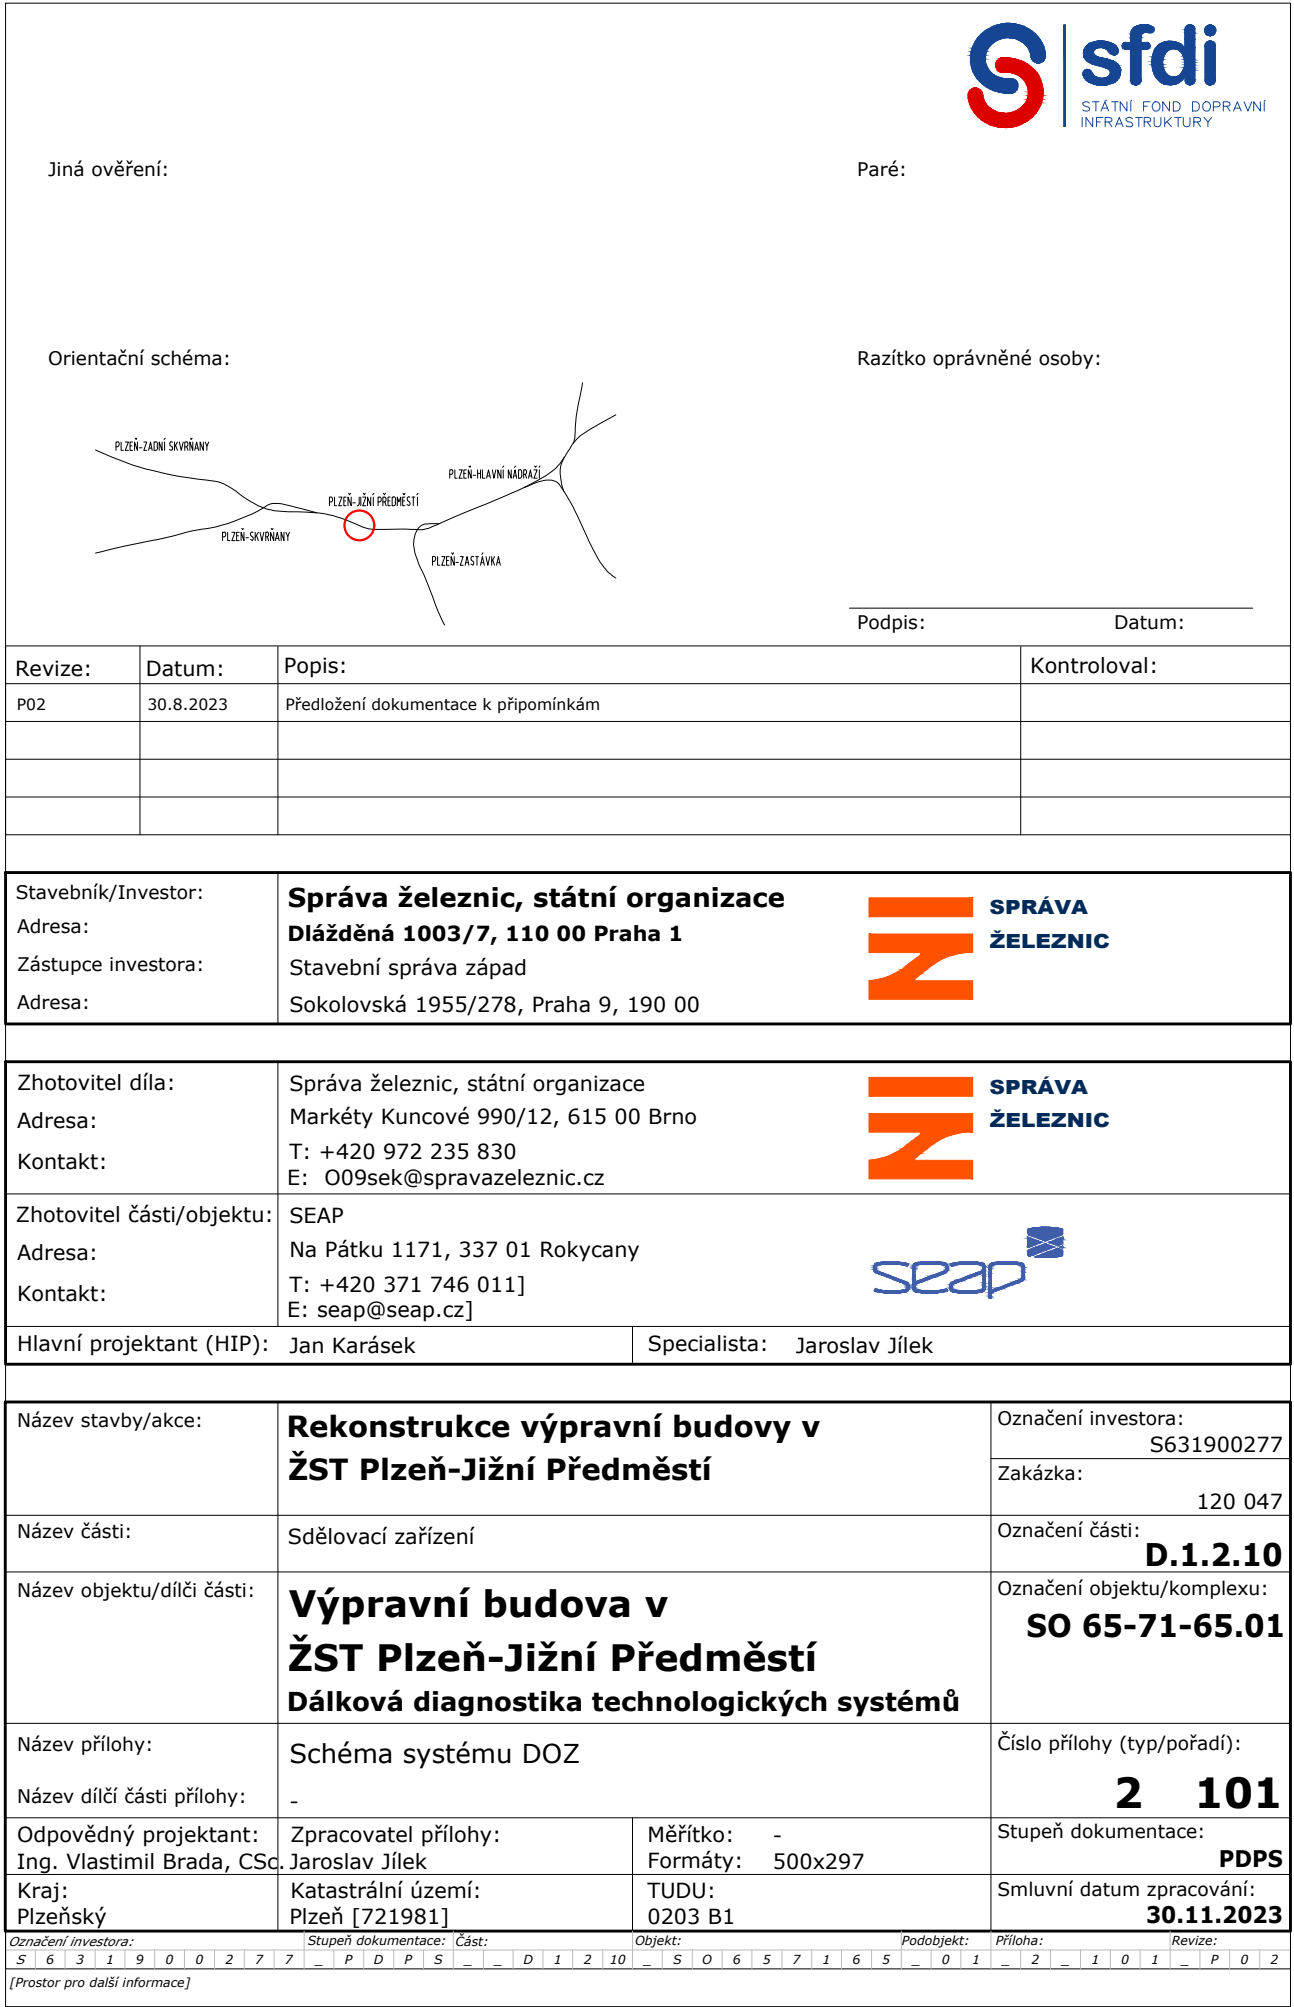 sfdi
STÁTNÍ FOND DOPRAVNÍ
INFRASTRUKTURY
Jiná ověření:
Paré:
Orientační schéma:
Razítko oprávněné osoby:
PLZEŇ-ZADNÍ SKVRŇANY
PLZEŇ-HLAVNÍ NÁDRAŽÍ
PLZEŇ-JIŽNÍ PŘEDMĚSTÍ
PLZEŇ-SKVRŇANY
PLZEŇ-ZASTÁVKA
Podpis: Datum:
Revize: Datum: Popis: Kontroloval:
P02 30.8.2023 Předložení dokumentace k připomínkám
Stavebník/Investor: Správa železnic, státní organizace
Adresa: Dlážděná 1003/7, 110 00 Praha 1
Zástupce investora: Stavební správa západ
Adresa: Sokolovská 1955/278, Praha 9, 190 00
SPRÁVA
ŽELEZNIC
Zhotovitel díla: Správa železnic, státní organizace
Adresa: Markéty Kuncové 990/12, 615 00 Brno
Kontakt: T: +420 972 235 830
E: O09sek@spravazeleznic.cz
SPRÁVA
ŽELEZNIC
Zhotovitel části/objektu: SEAP
Adresa: Na Pátku 1171, 337 01 Rokycany
Kontakt: T: +420 371 746 011]
E: seap@seap.cz]
seap
Hlavní projektant (HIP): Jan Karásek Specialista: Jaroslav Jílek
Název stavby/akce: Rekonstrukce výpravní budovy v
ŽST Plzeň-Jižní Předměstí
Označení investora:
S631900277
Zakázka:
120 047
Název části: Sdělovací zařízení
Označení části:
D.1.2.10
Název objektu/dílči části: Výpravní budova v
ŽST Plzeň-Jižní Předměstí
Dálková diagnostika technologických systémů
Označení objektu/komplexu:
SO 65-71-65.01
Název přílohy: Schéma systému DOZ
Název dílčí části přílohy: -
Číslo přílohy (typ/pořadí):
2 101
Odpovědný projektant: Zpracovatel přílohy: Měřítko: -
Ing. Vlastimil Brada, CSc. Jaroslav Jílek Formáty: 500x297
Stupeň dokumentace:
PDPS
Kraj: Katastrální území: TUDU:
Plzeňský Plzeň [721981] 0203 B1
Smluvní datum zpracování:
30.11.2023
Označení investora: Stupeň dokumentace: Část: Objekt: Podobjekt: Příloha: Revize:
S 6 3 1 9 0 0 2 7 7 _ P D P S _ _ D 1 2 10 _ S O 6 5 7 1 6 5 _ 0 1 _ 2 _ 1 0 1 _ P 0 2
[Prostor pro další informace]